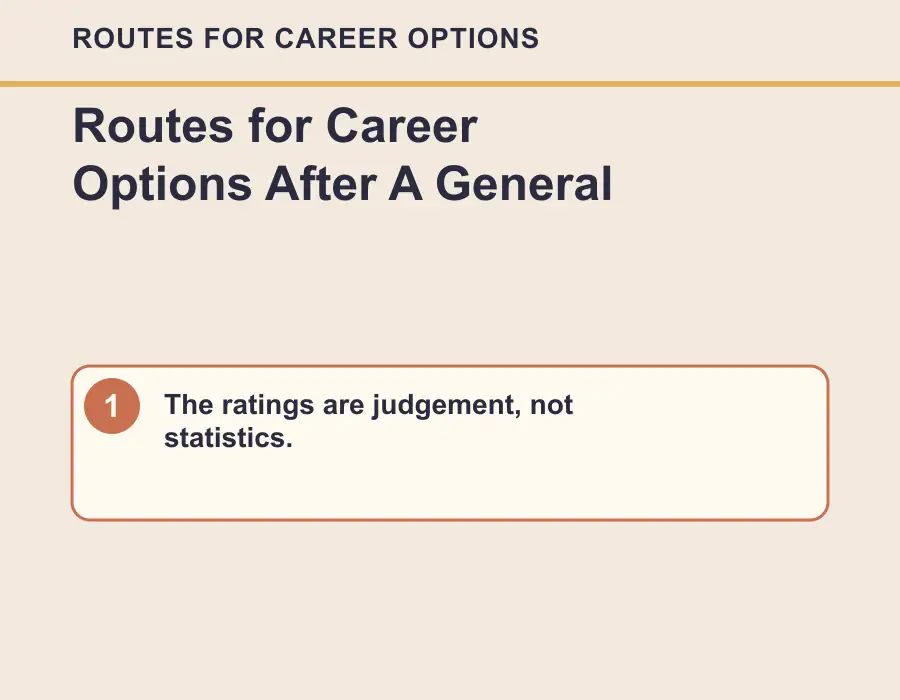 ROUTES FOR CAREER OPTIONS
Routes for Career
Options After A General
1
The ratings are judgement, not
statistics.